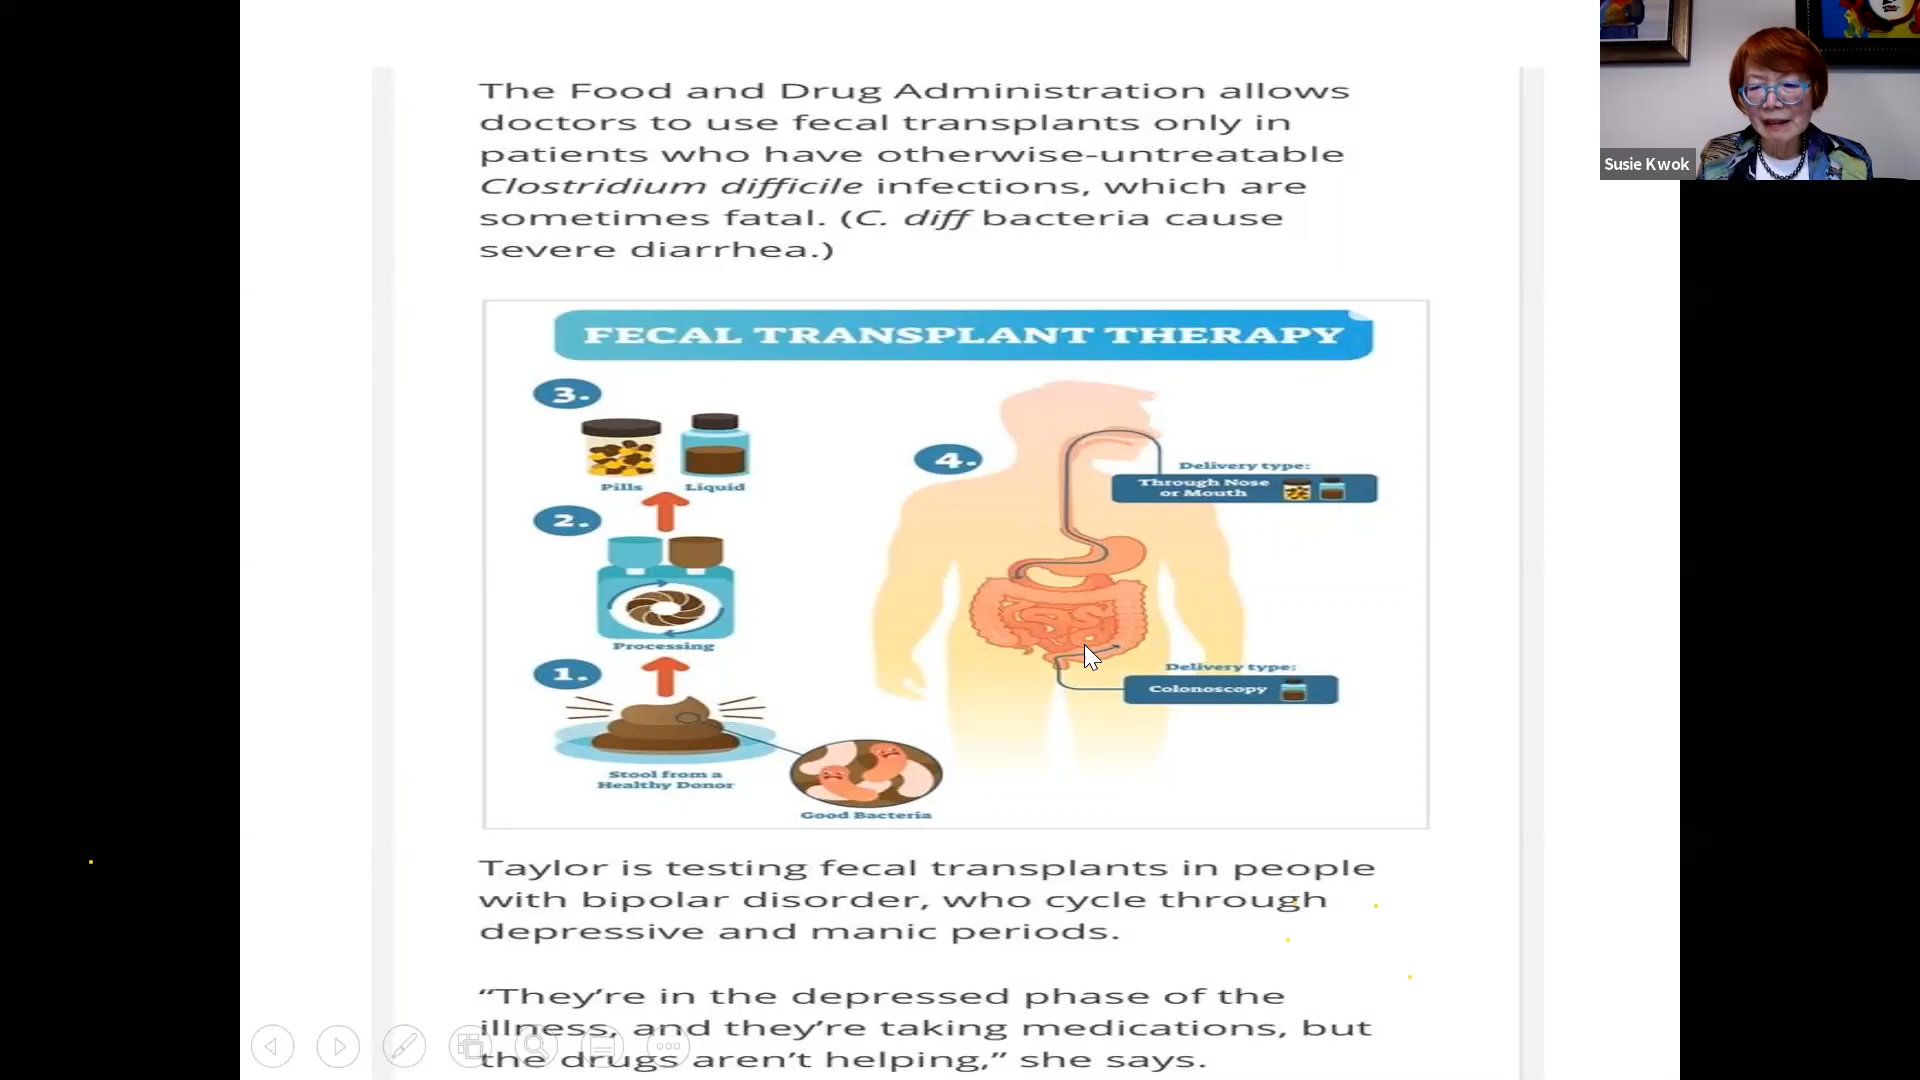 The Food and Drug Administration allows
doctors to use fecal transplants only in
patients who have otherwise-untreatable
Clostridium difficile infections, which are
sometimes fatal. (C. diff bacteria cause
severe diarrhea.)
FECAL TRANSPLANT THERAPY
3.
Pills
Liquid
2.
Processing
1.
Stool from a
Healthy Donor
Good Bacteria
4.
Delivery type:
Through Nose
or Mouth
Delivery type:
Colonoscopy
Taylor is testing fecal transplants in people
with bipolar disorder, who cycle through
depressive and manic periods.
“They’re in the depressed phase of the
illness, and they’re taking medications, but
the drugs aren’t helping,” she says.
Susie Kwok